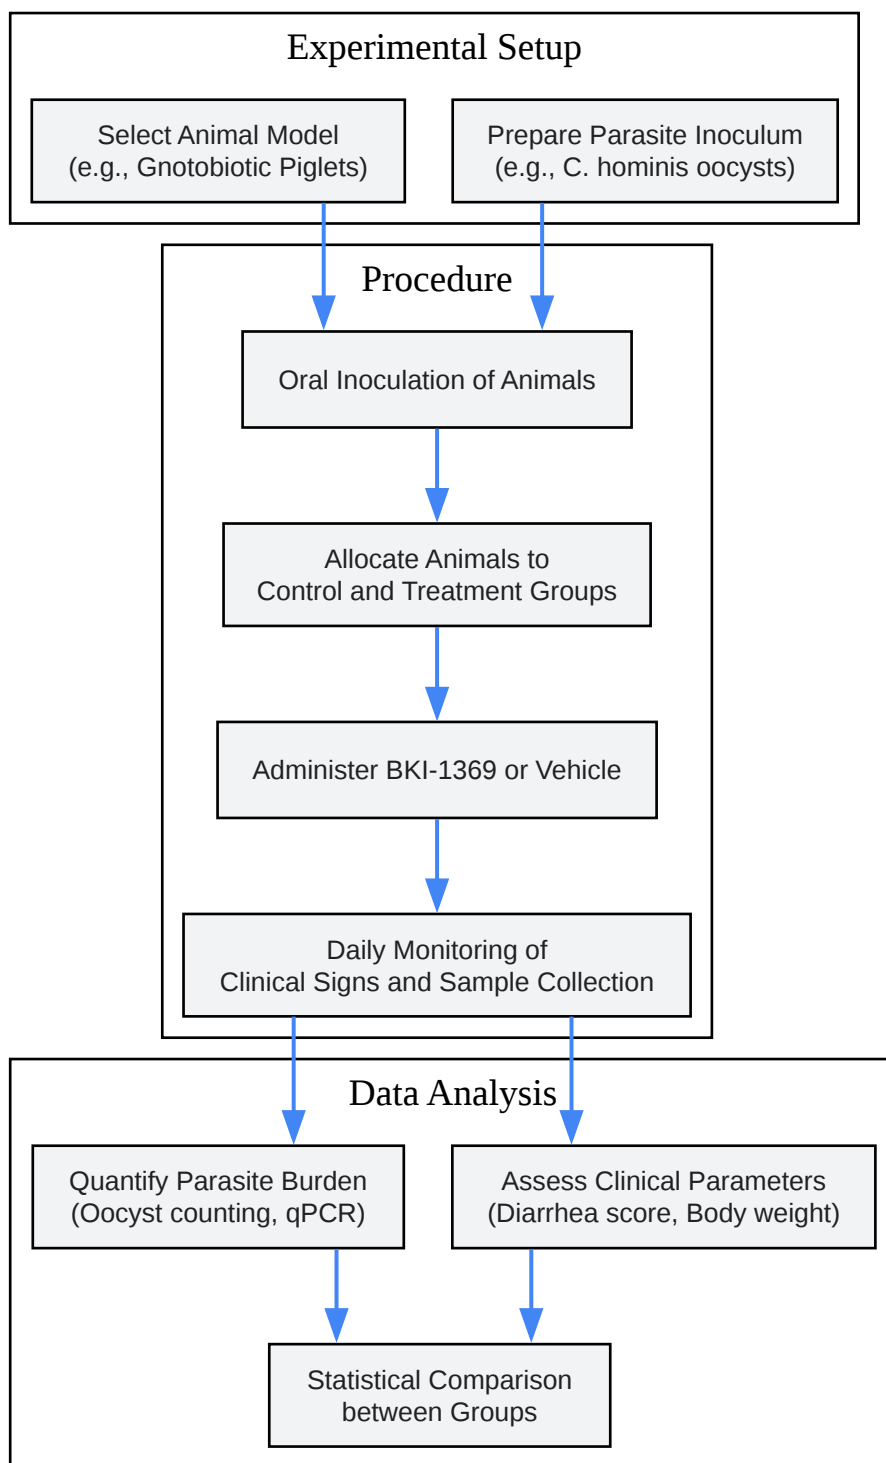 Experimental Setup
Select Animal Model
(e.g., Gnotobiotic Piglets)
Prepare Parasite Inoculum
(e.g., C. hominis oocysts)
Procedure
Oral Inoculation of Animals
Allocate Animals to
Control and Treatment Groups
Administer BKI-1369 or Vehicle
Daily Monitoring of
Clinical Signs and Sample Collection
Data Analysis
Quantify Parasite Burden
(Oocyst counting, qPCR)
Assess Clinical Parameters
(Diarrhea score, Body weight)
Statistical Comparison
between Groups